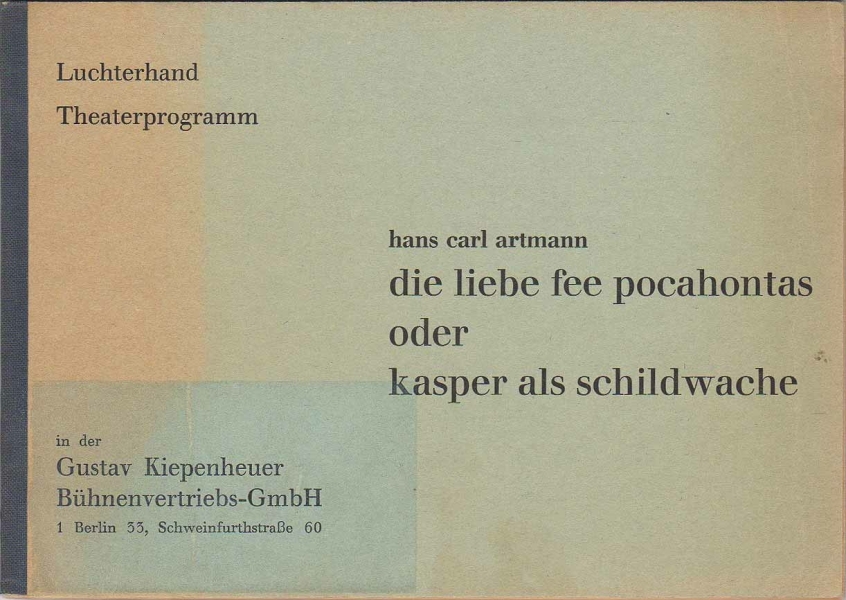 Luchterhand
Theaterprogramm
hans carl artmann
die liebe fee pocahontas
oder
kasper als schildwache
in der
Gustav Kiepenheuer
Bühnenvertriebs-GmbH
1 Berlin 33, Schweinfurthstraße 60